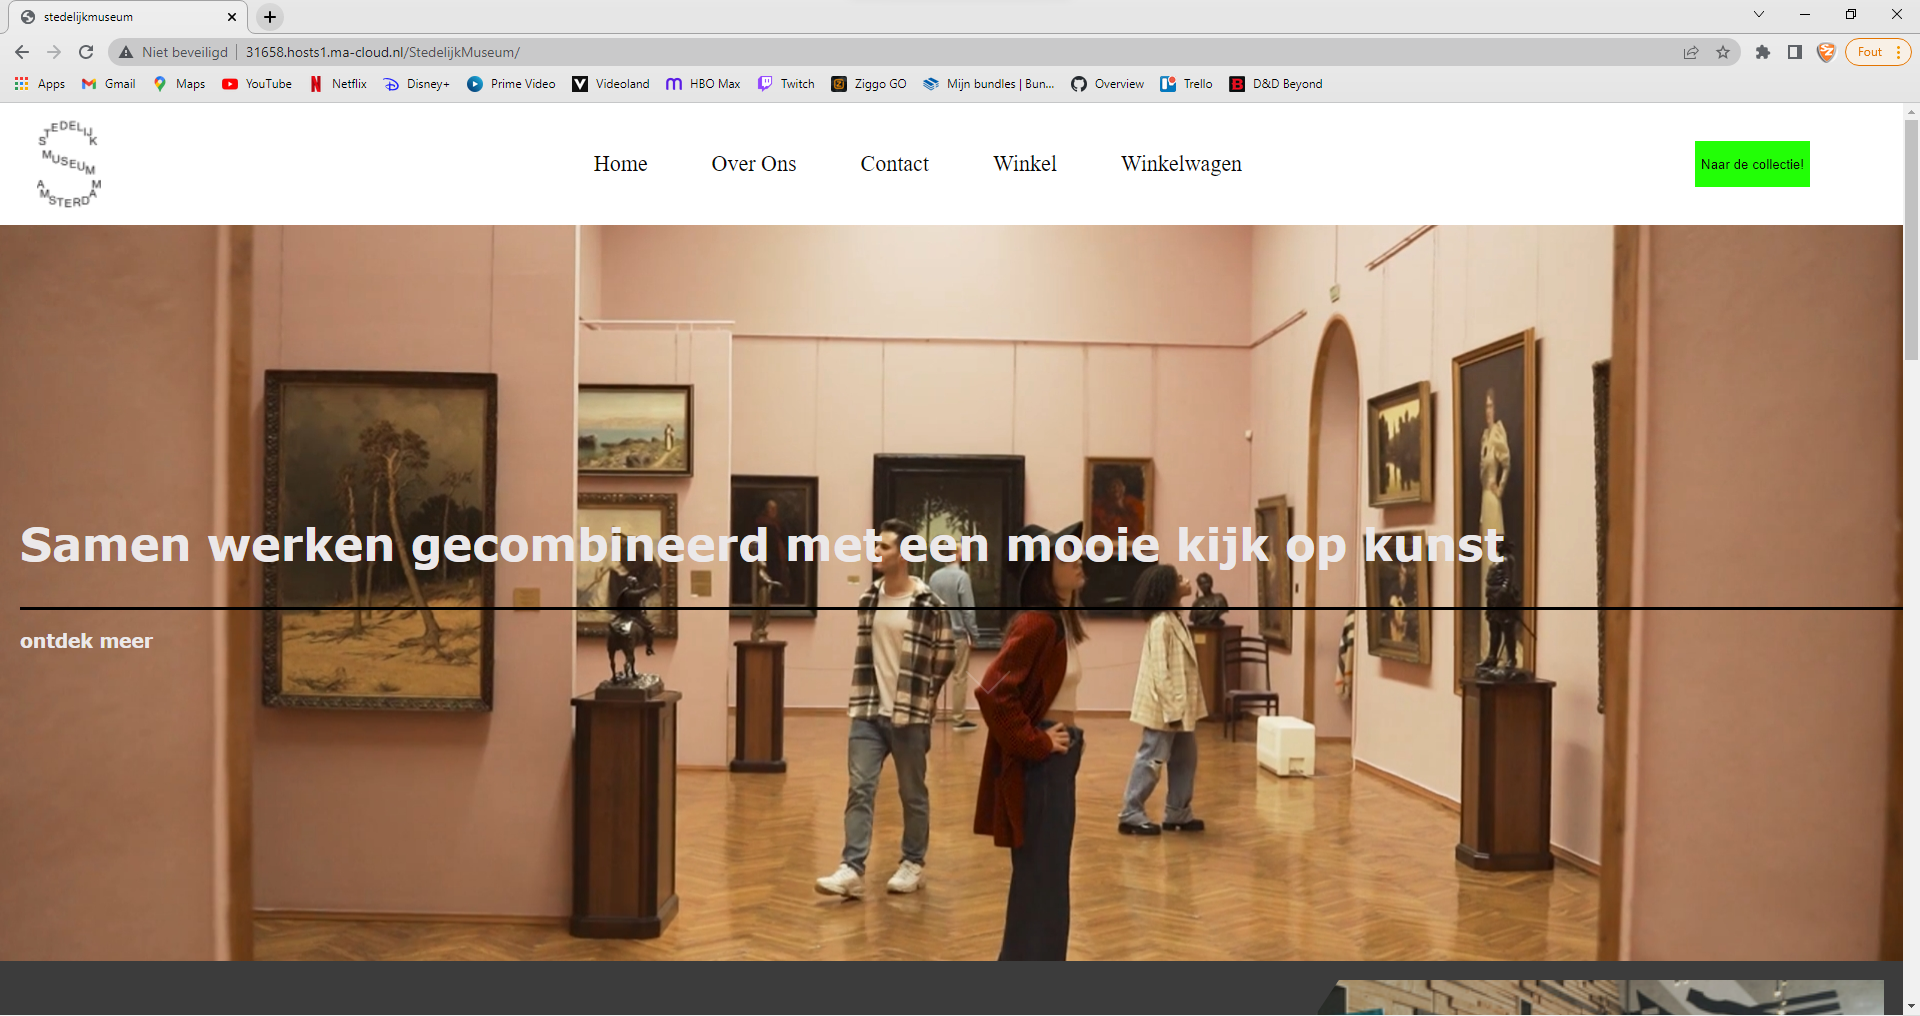 stedelijkmuseum
Niet beveiligd
31658.hosts1.ma-cloud.nl/StedelijkMuseum/
Fout
Apps
Gmail
Maps
YouTube
Netflix
Disney+
Prime Video
Videoland
HBO Max
Twitch
Ziggo GO
Mijn bundles | Bun...
Overview
Trello
D&D Beyond
STEDELIJK
MUSEUM
AMSTERDAM
Home
Over Ons
Contact
Winkel
Winkelwagen
Naar de collectie!
Samen werken gecombineerd met een mooie kijk op kunst
ontdek meer